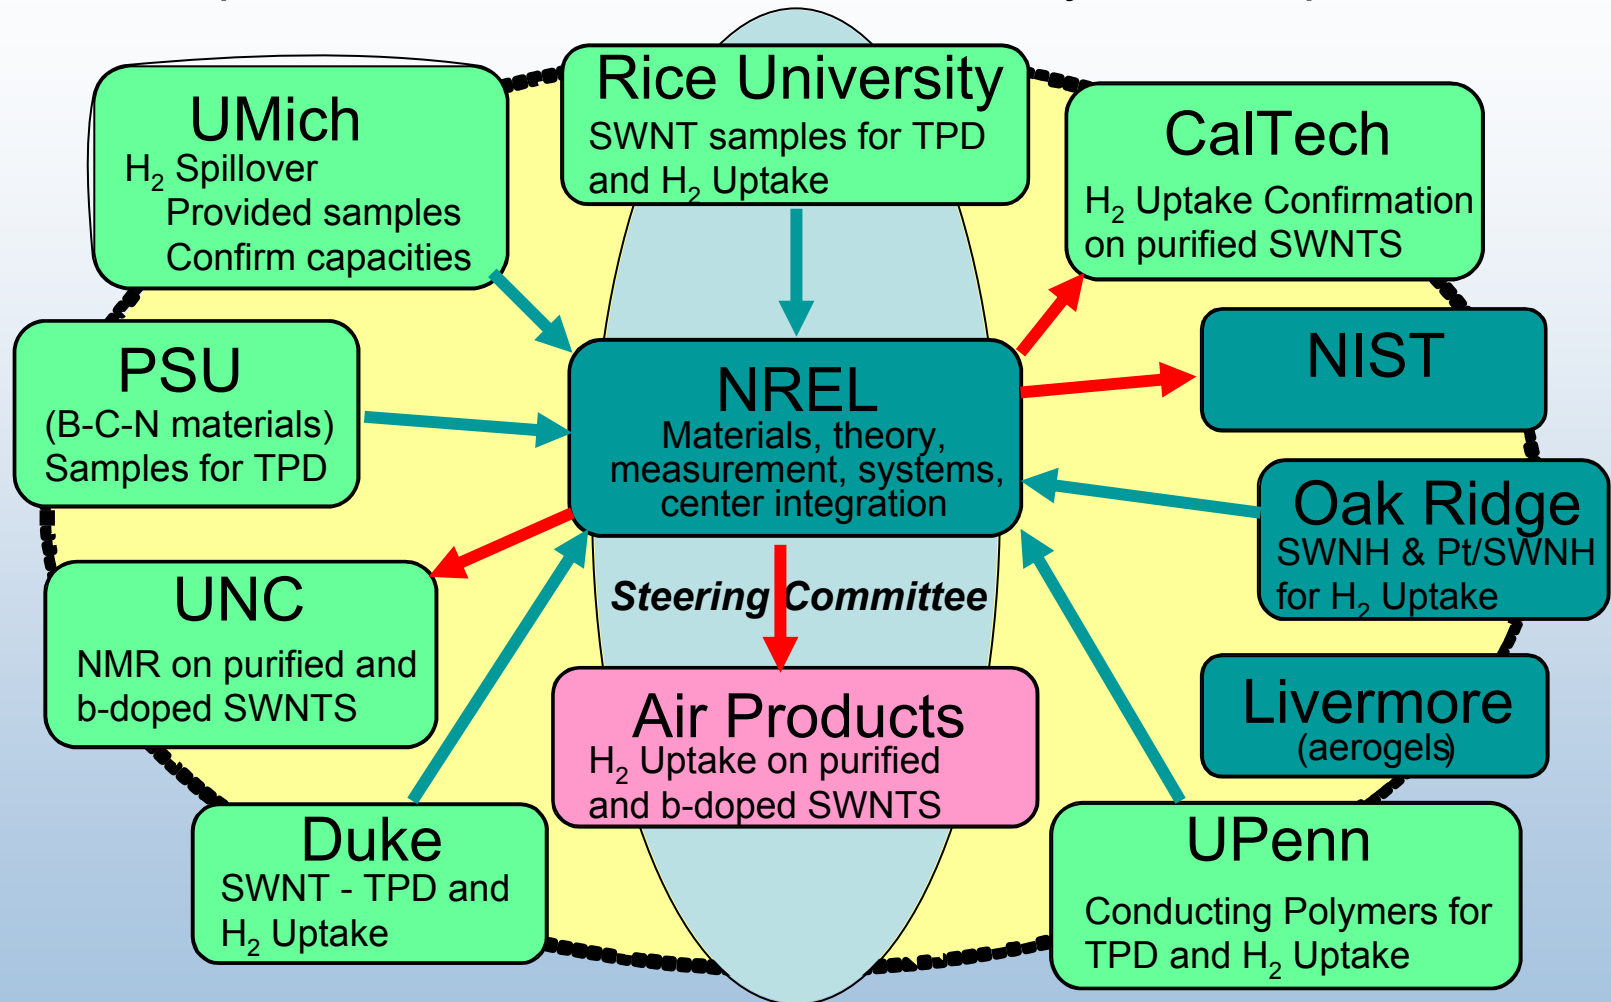 UMich
H₂ Spillover
Provided samples
Confirm capacities
Rice University
SWNT samples for TPD
and H₂ Uptake
CalTech
H₂ Uptake Confirmation
on purified SWNTS
PSU
(B-C-N materials)
Samples for TPD
NREL
Materials, theory,
measurement, systems,
center integration
NIST
Oak Ridge
SWNH & Pt/SWNH
for H₂ Uptake
UNC
NMR on purified and
b-doped SWNTS
Steering Committee
Air Products
H₂ Uptake on purified
and b-doped SWNTS
Livermore
(aerogels)
Duke
SWNT - TPD and
H₂ Uptake
UPenn
Conducting Polymers for
TPD and H₂ Uptake